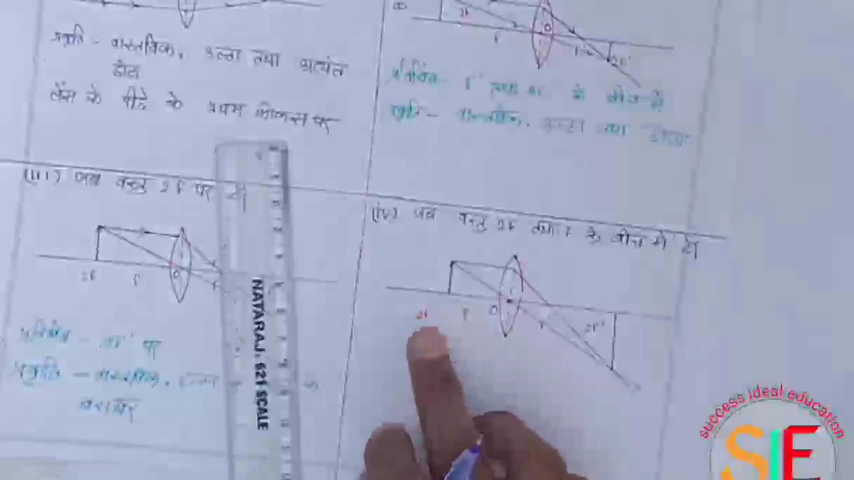 प्रकृति - वास्तविक, उल्टा तथा अत्यंत
छोटा
लेंस के पीछे के प्रथम फोकस पर
∞ 2F F O F' 2F'
प्रतिबिंब - F' तथा 2F' के बीच में
प्रकृति - वास्तविक, उल्टा तथा छोटा
(iii) जब वस्तु 2F पर हो
2F F O F'
प्रतिबिंब - 2F' पर
प्रकृति - वास्तविक, उल्टा
बराबर
(iv) जब वस्तु 2F तथा F के बीच में हो
2F F O F' 2F'
NATARAJ. 621 SCALE
success ideal education
SIE